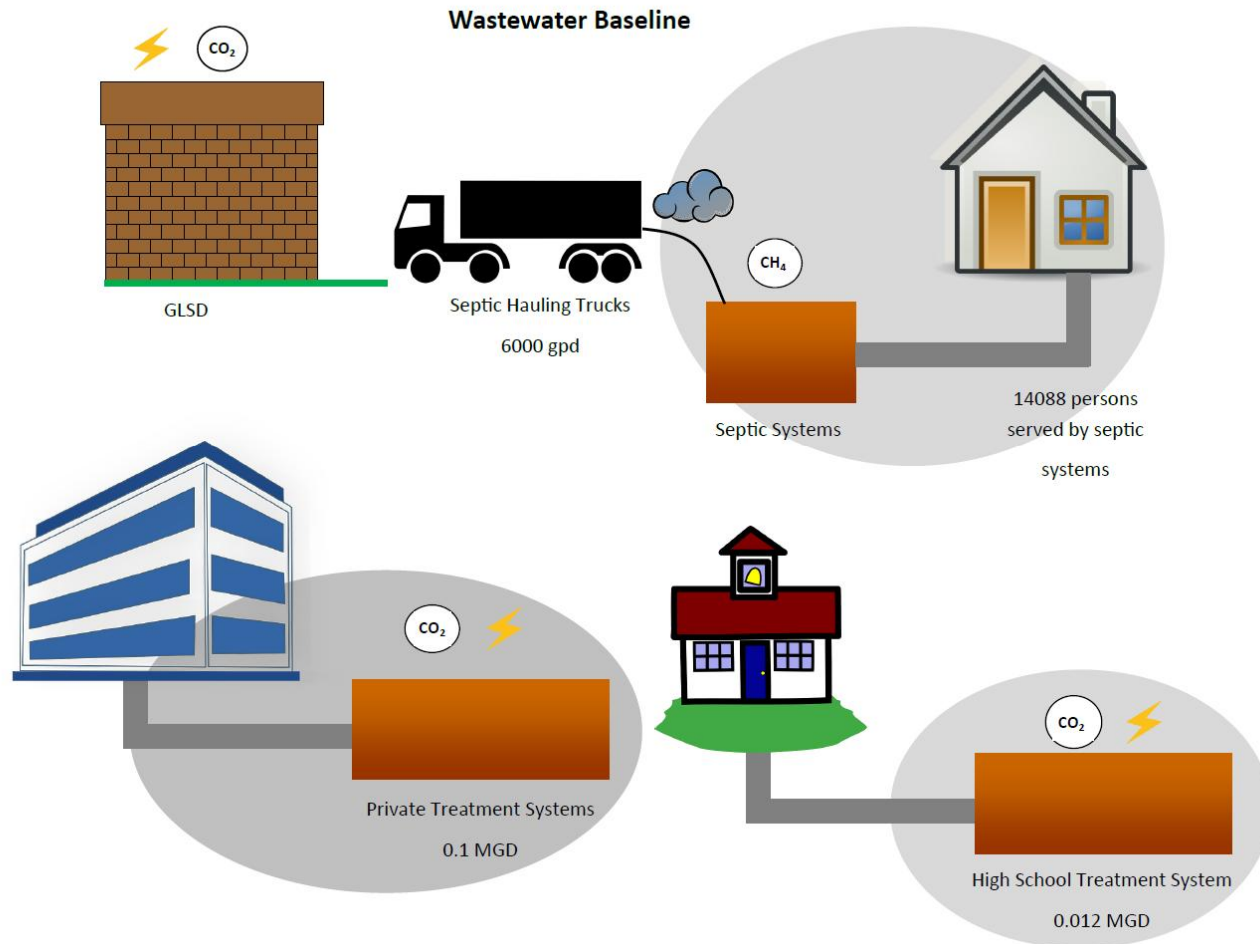 Wastewater Baseline
CO₂
GLSD
Septic Hauling Trucks
6000 gpd
CH₄
Septic Systems
14088 persons
served by septic
systems
CO₂
Private Treatment Systems
0.1 MGD
CO₂
High School Treatment System
0.012 MGD